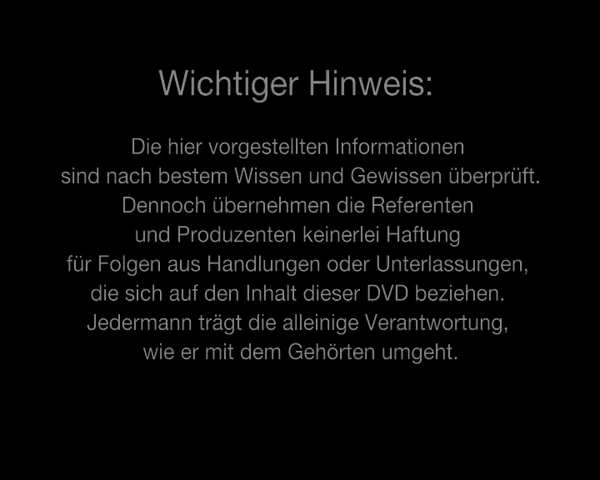 Wichtiger Hinweis:
Die hier vorgestellten Informationen
sind nach bestem Wissen und Gewissen überprüft.
Dennoch übernehmen die Referenten
und Produzenten keinerlei Haftung
für Folgen aus Handlungen oder Unterlassungen,
die sich auf den Inhalt dieser DVD beziehen.
Jedermann trägt die alleinige Verantwortung,
wie er mit dem Gehörten umgeht.